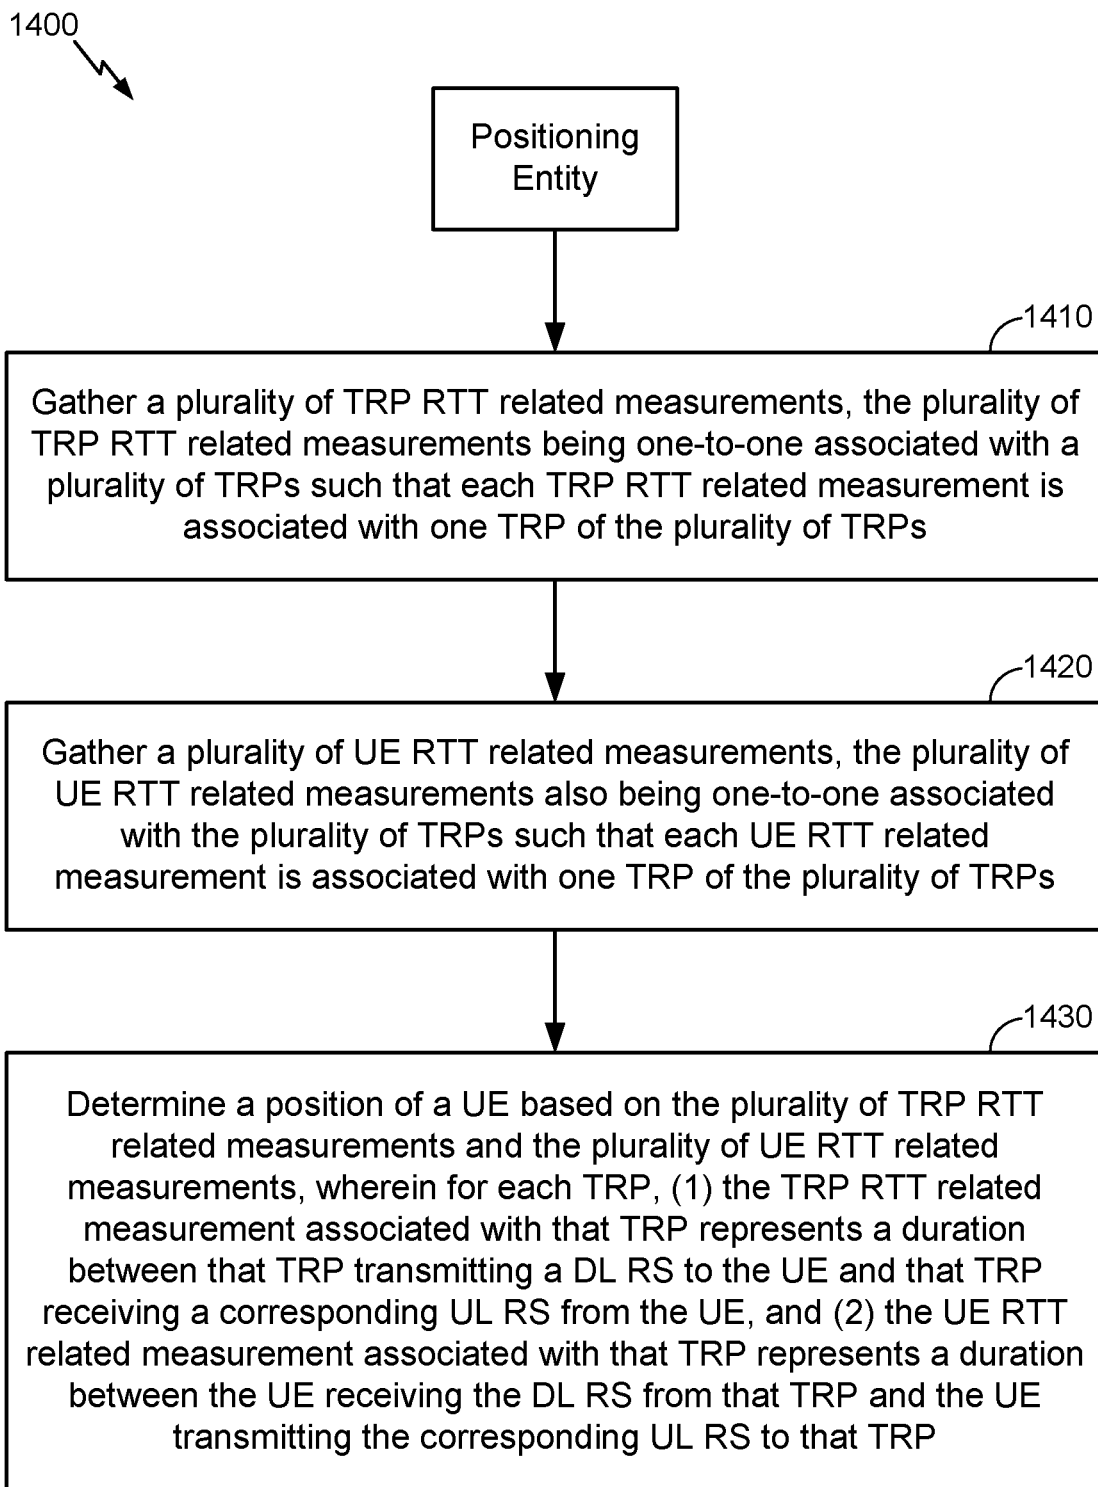 1400
Positioning
Entity
1410
Gather a plurality of TRP RTT related measurements, the plurality of
TRP RTT related measurements being one-to-one associated with a
plurality of TRPs such that each TRP RTT related measurement is
associated with one TRP of the plurality of TRPs
1420
Gather a plurality of UE RTT related measurements, the plurality of
UE RTT related measurements also being one-to-one associated
with the plurality of TRPs such that each UE RTT related
measurement is associated with one TRP of the plurality of TRPs
1430
Determine a position of a UE based on the plurality of TRP RTT
related measurements and the plurality of UE RTT related
measurements, wherein for each TRP, (1) the TRP RTT related
measurement associated with that TRP represents a duration
between that TRP transmitting a DL RS to the UE and that TRP
receiving a corresponding UL RS from the UE, and (2) the UE RTT
related measurement associated with that TRP represents a duration
between the UE receiving the DL RS from that TRP and the UE
transmitting the corresponding UL RS to that TRP